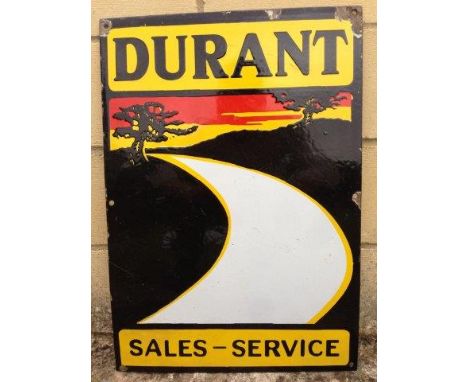 DURANT
SALES - SERVICE